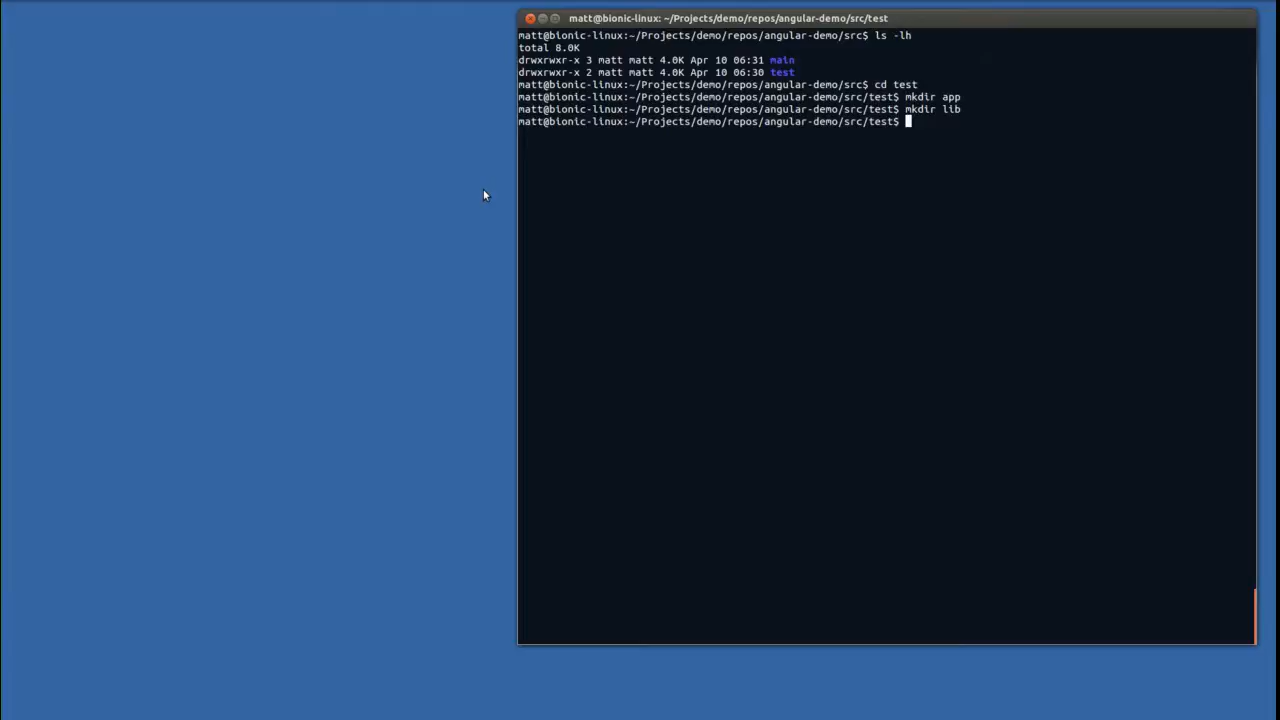 matt@bionic-linux: ~/Projects/demo/repos/angular-demo/src/test
matt@bionic-linux:~/Projects/demo/repos/angular-demo/src$ ls -lh
total 8.0K
drwxrwxr-x 3 matt matt 4.0K Apr 10 06:31 main
drwxrwxr-x 2 matt matt 4.0K Apr 10 06:30 test
matt@bionic-linux:~/Projects/demo/repos/angular-demo/src$ cd test
matt@bionic-linux:~/Projects/demo/repos/angular-demo/src/test$ mkdir app
matt@bionic-linux:~/Projects/demo/repos/angular-demo/src/test$ mkdir lib
matt@bionic-linux:~/Projects/demo/repos/angular-demo/src/test$